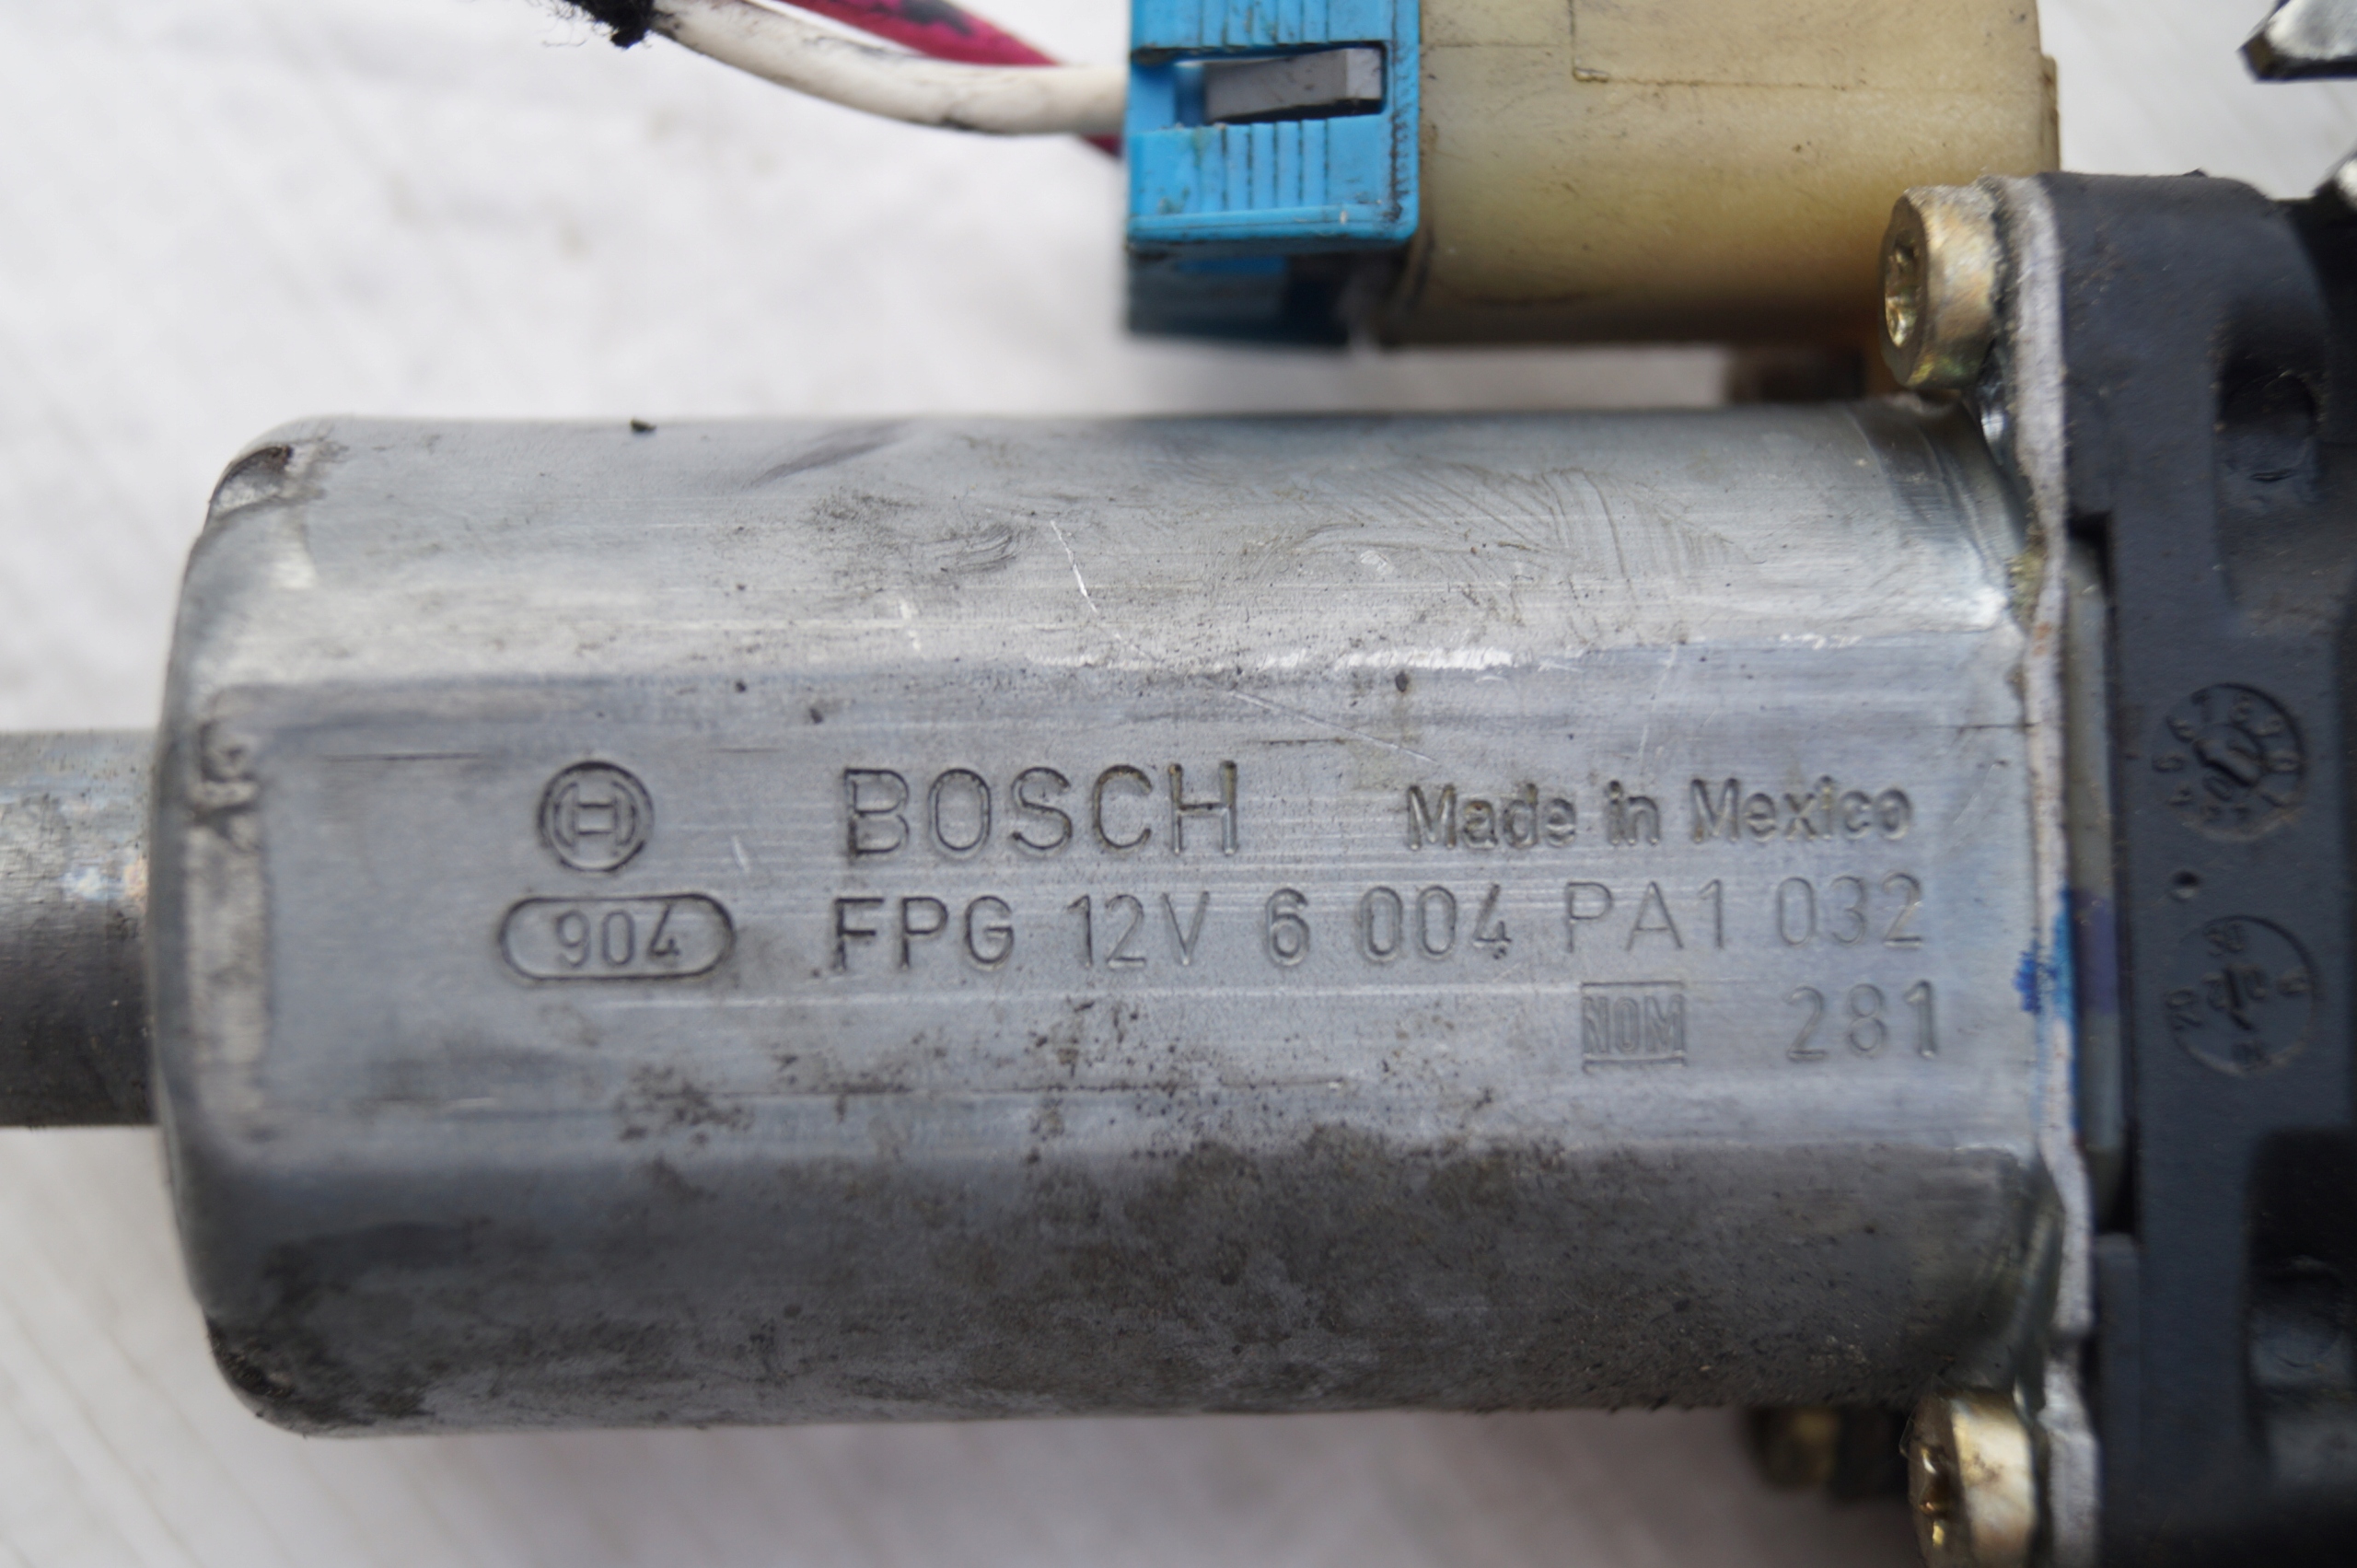 BOSCH Made in Mexico
904 FPG 12V 6 004 PA1 032
NOM 281